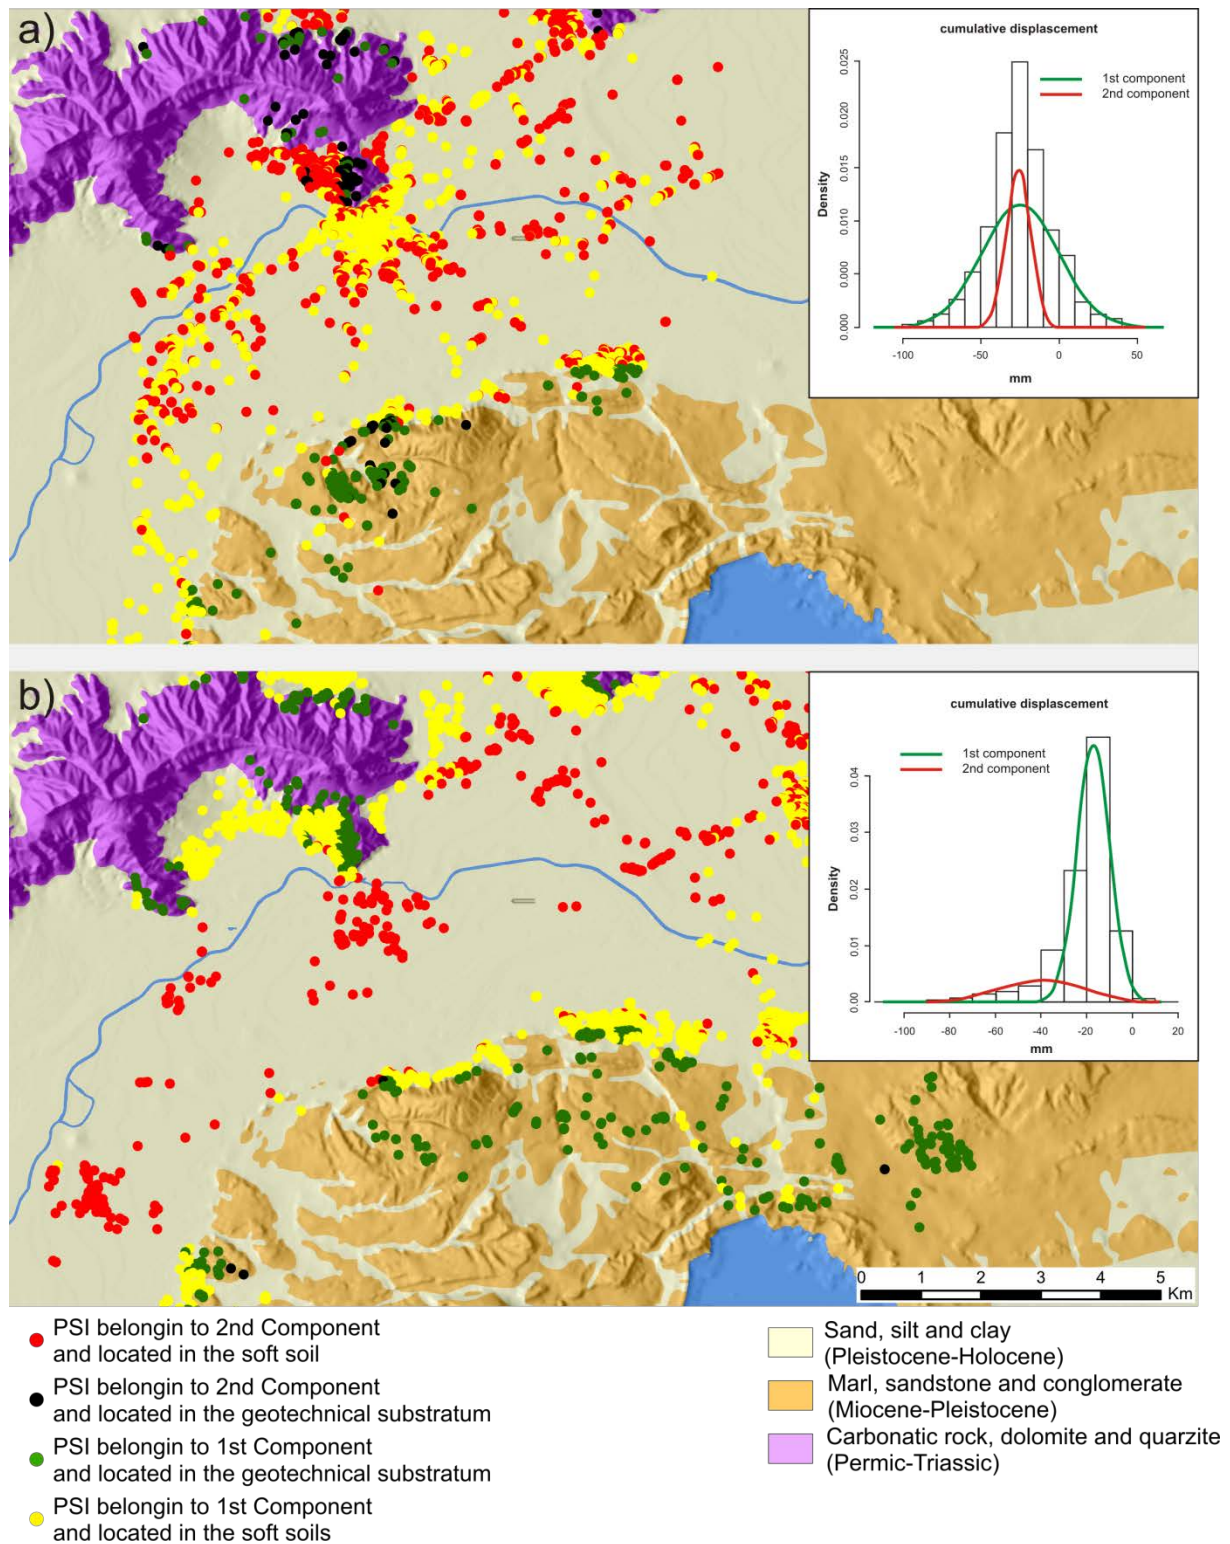 a)
cumulative displascement
1st component
2nd component
Density
0.025
0.020
0.015
0.010
0.000
0.000
-100
-50
0
50
mm
b)
cumulative displascement
1st component
2nd component
Density
0.04
0.03
0.02
0.01
0.00
-100
-80
-60
-40
-20
0
20
mm
0 1 2 3 4 5
Km
PSI belongin to 2nd Component
and located in the soft soil
PSI belongin to 2nd Component
and located in the geotechnical substratum
PSI belongin to 1st Component
and located in the geotechnical substratum
PSI belongin to 1st Component
and located in the soft soils
Sand, silt and clay
(Pleistocene-Holocene)
Marl, sandstone and conglomerate
(Miocene-Pleistocene)
Carbonatic rock, dolomite and quarzite
(Permic-Triassic)